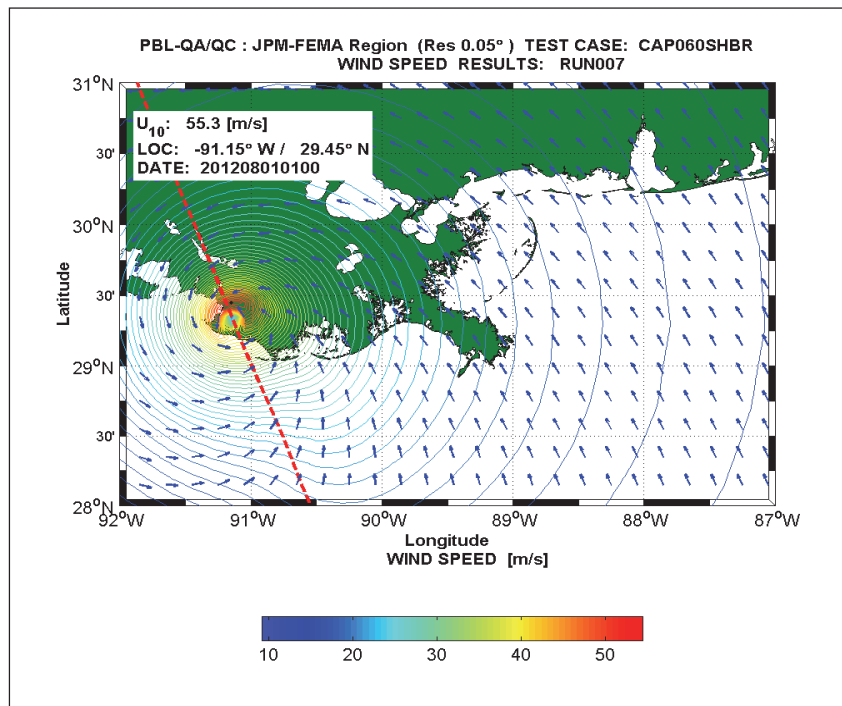 PBL-QA/QC : JPM-FEMA Region (Res 0.05° ) TEST CASE: CAP060SHBR
WIND SPEED RESULTS: RUN007
31°N
U10: 55.3 [m/s]
LOC: -91.15° W / 29.45° N
DATE: 201208010100
30'
30°N
Latitude
30'
29°N
30'
28°N
92°W 91°W 90°W 89°W 88°W 87°W
Longitude
WIND SPEED [m/s]
10 20 30 40 50